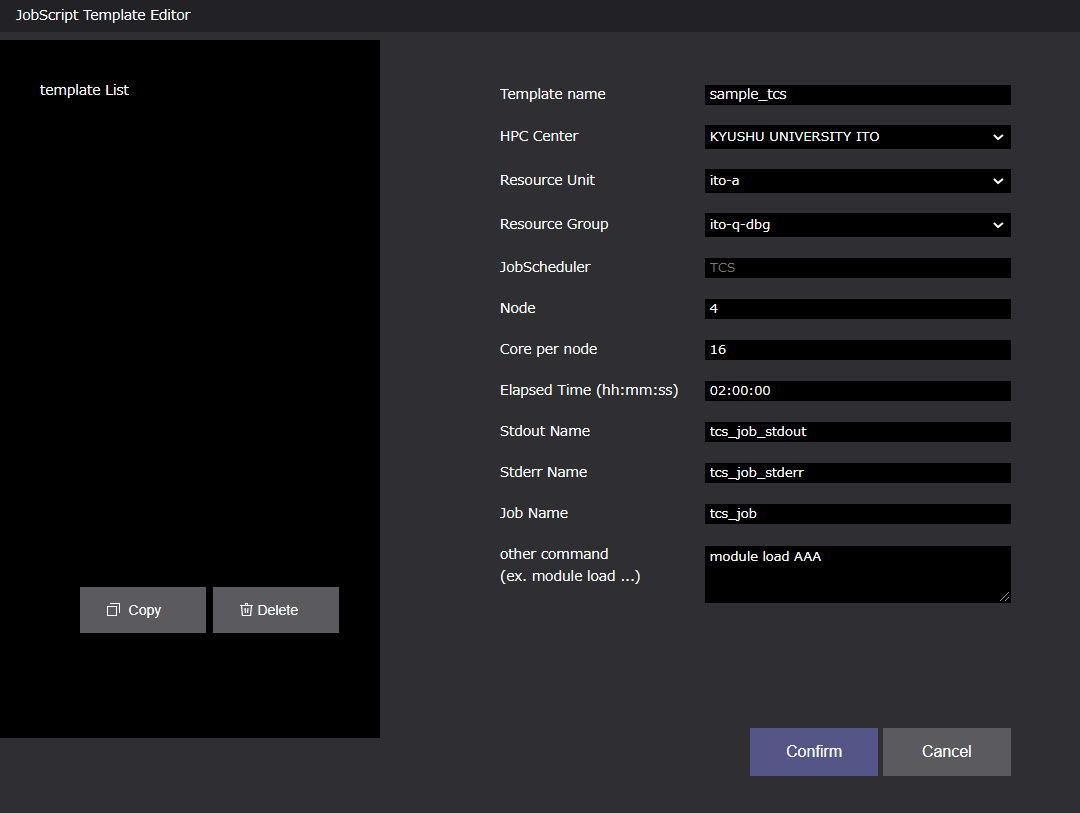 JobScript Template Editor
template List
Copy
Delete
Template name
sample_tcs
HPC Center
KYUSHU UNIVERSITY ITO
Resource Unit
ito-a
Resource Group
ito-q-dbg
JobScheduler
TCS
Node
4
Core per node
16
Elapsed Time (hh:mm:ss)
02:00:00
Stdout Name
tcs_job_stdout
Stderr Name
tcs_job_stderr
Job Name
tcs_job
other command
(ex. module load ...)
module load AAA
Confirm
Cancel